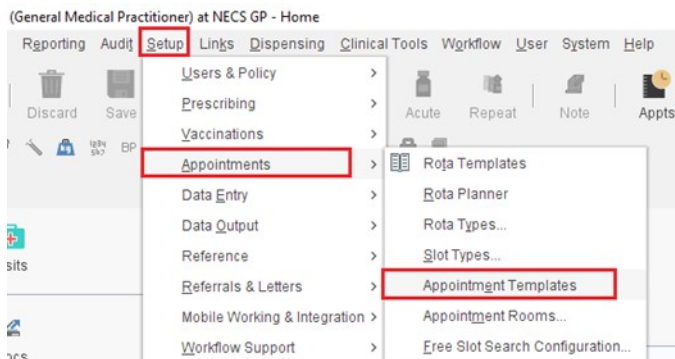 (General Medical Practitioner) at NECS GP - Home
Reporting Audit Setup Links Dispensing Clinical Tools Workflow User System Help
Users & Policy >
Discard Save Prescribing > Acute Repeat Note Appts
BP Vaccinations >
Appointments > Rota Templates
Data Entry > Rota Planner
Data Output > Rota Types...
Reference > Slot Types...
Referrals & Letters > Appointment Templates
Mobile Working & Integration > Appointment Rooms...
Workflow Support > Free Slot Search Configuration...